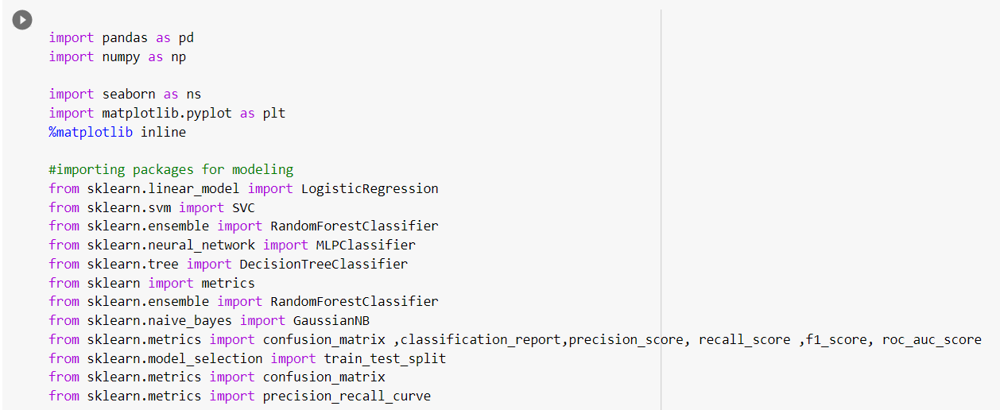 import pandas as pd
import numpy as np
import seaborn as ns
import matplotlib.pyplot as plt
%matplotlib inline
#importing packages for modeling
from sklearn.linear_model import LogisticRegression
from sklearn.svm import SVC
from sklearn.ensemble import RandomForestClassifier
from sklearn.neural_network import MLPClassifier
from sklearn.tree import DecisionTreeClassifier
from sklearn import metrics
from sklearn.ensemble import RandomForestClassifier
from sklearn.naive_bayes import GaussianNB
from sklearn.metrics import confusion_matrix ,classification_report,precision_score, recall_score ,f1_score, roc_auc_score
from sklearn.model_selection import train_test_split
from sklearn.metrics import confusion_matrix
from sklearn.metrics import precision_recall_curve